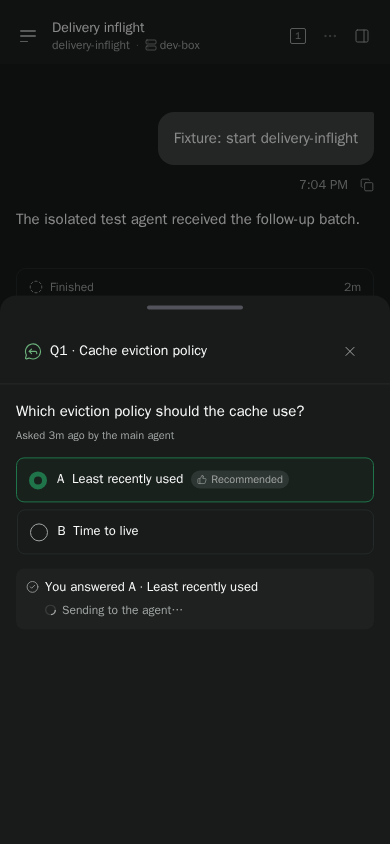 Delivery inflight
delivery-inflight · dev-box
1
Fixture: start delivery-inflight
7:04 PM
The isolated test agent received the follow-up batch.
Finished 2m
Q1 · Cache eviction policy
Which eviction policy should the cache use?
Asked 3m ago by the main agent
A Least recently used Recommended
B Time to live
You answered A · Least recently used
Sending to the agent···